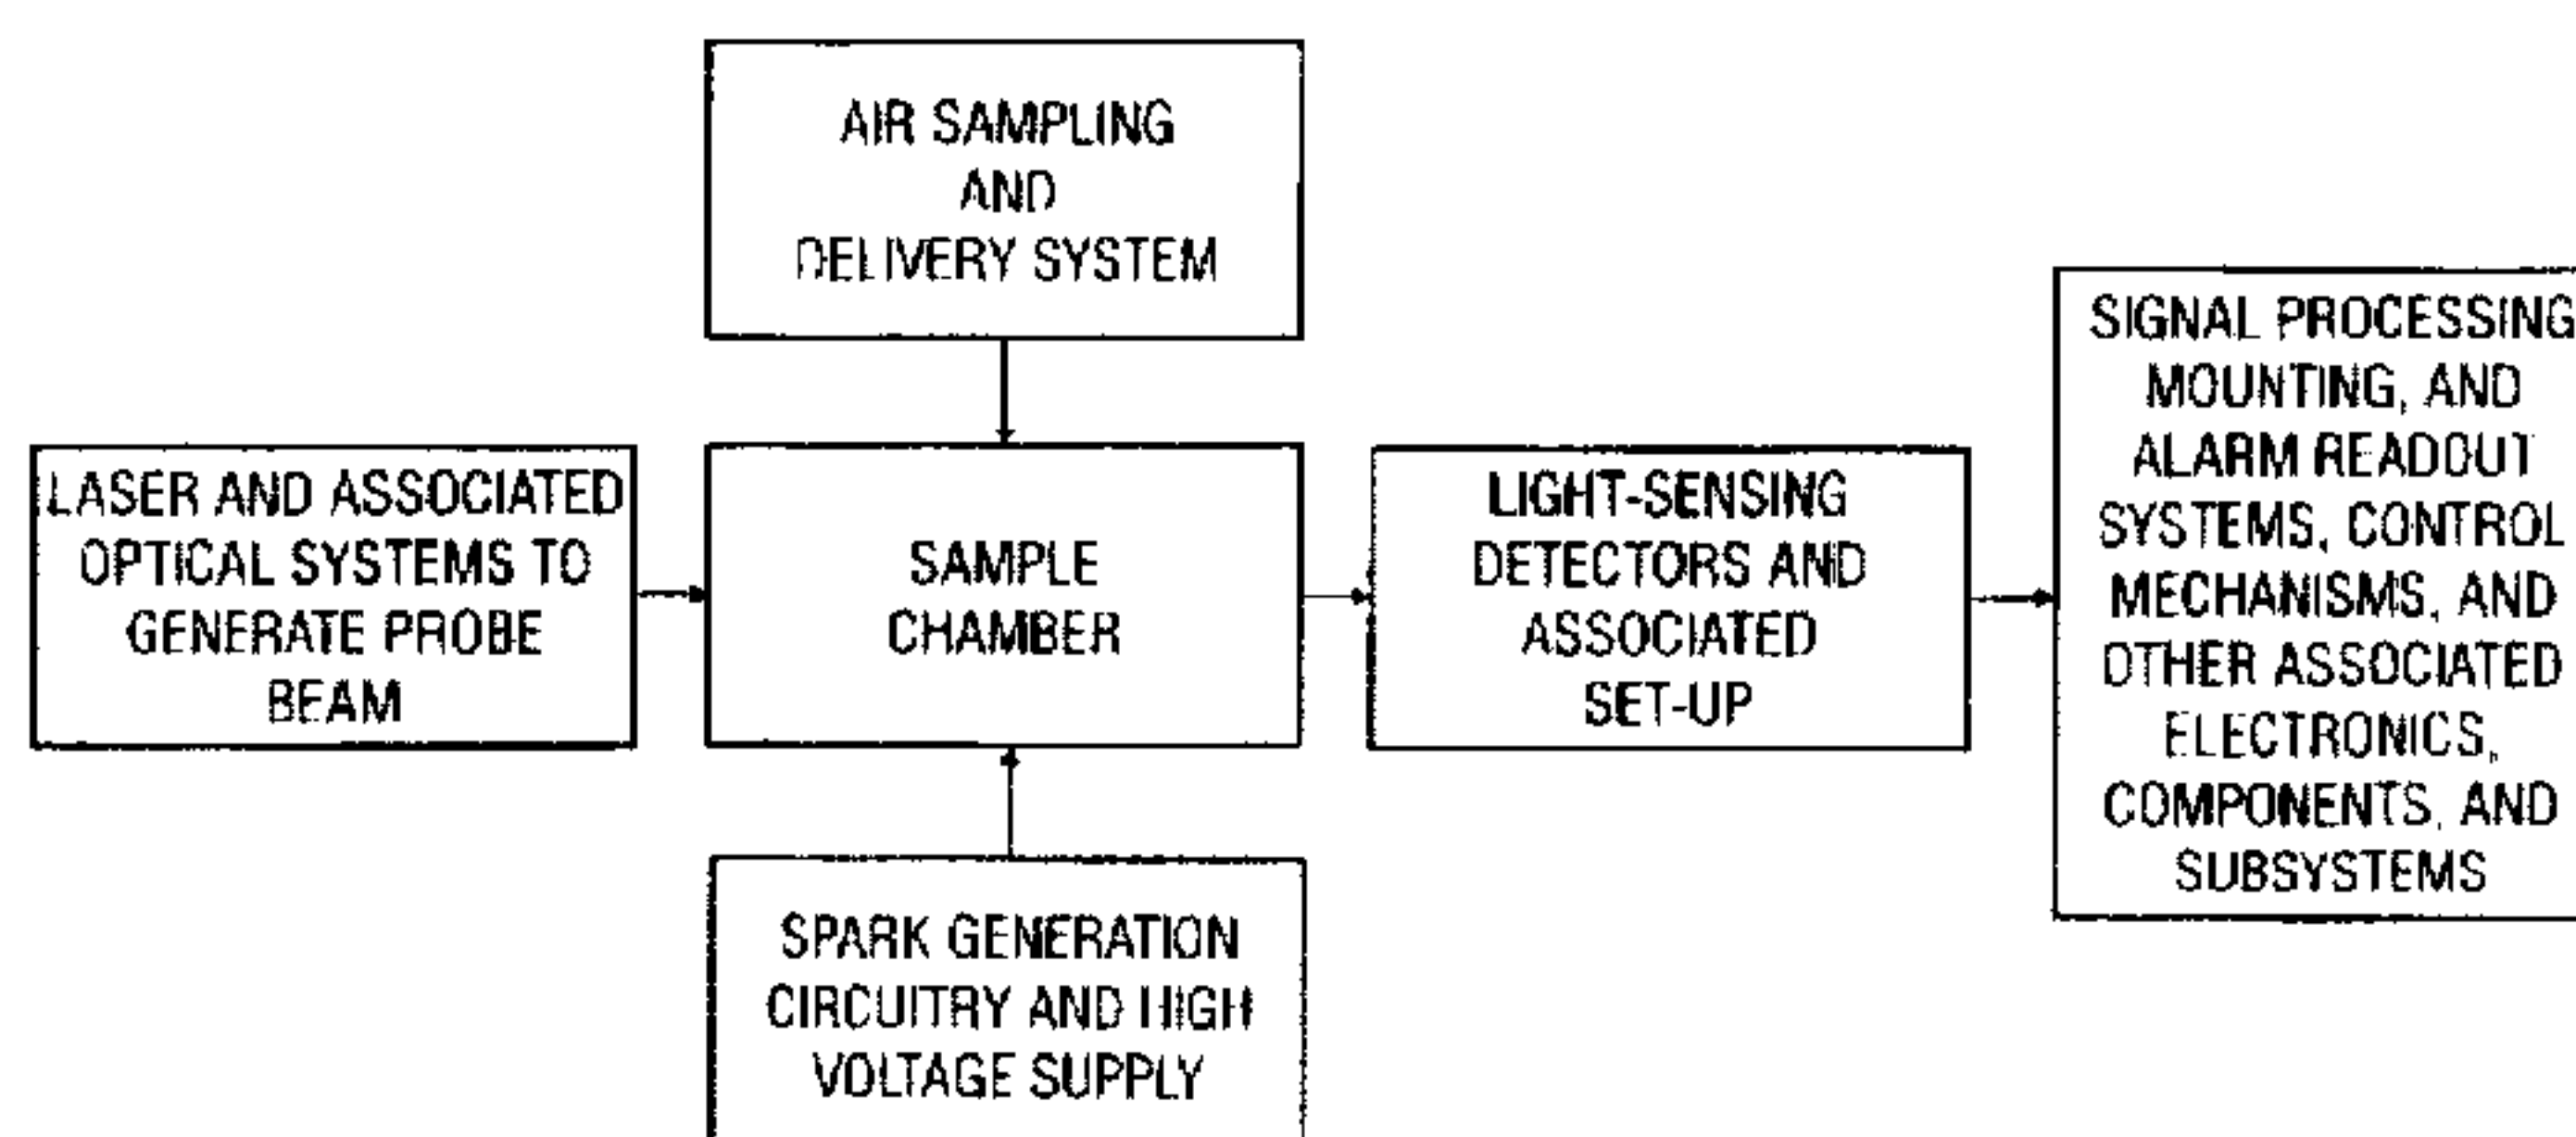 AIR SAMPLING
AND
DELIVERY SYSTEM
LASER AND ASSOCIATED
OPTICAL SYSTEMS TO
GENERATE PROBE
BEAM
SAMPLE
CHAMBER
LIGHT-SENSING
DETECTORS AND
ASSOCIATED
SET-UP
SIGNAL PROCESSING
MOUNTING, AND
ALARM READOUT
SYSTEMS, CONTROL
MECHANISMS, AND
OTHER ASSOCIATED
ELECTRONICS,
COMPONENTS, AND
SUBSYSTEMS
SPARK GENERATION
CIRCUITRY AND HIGH
VOLTAGE SUPPLY